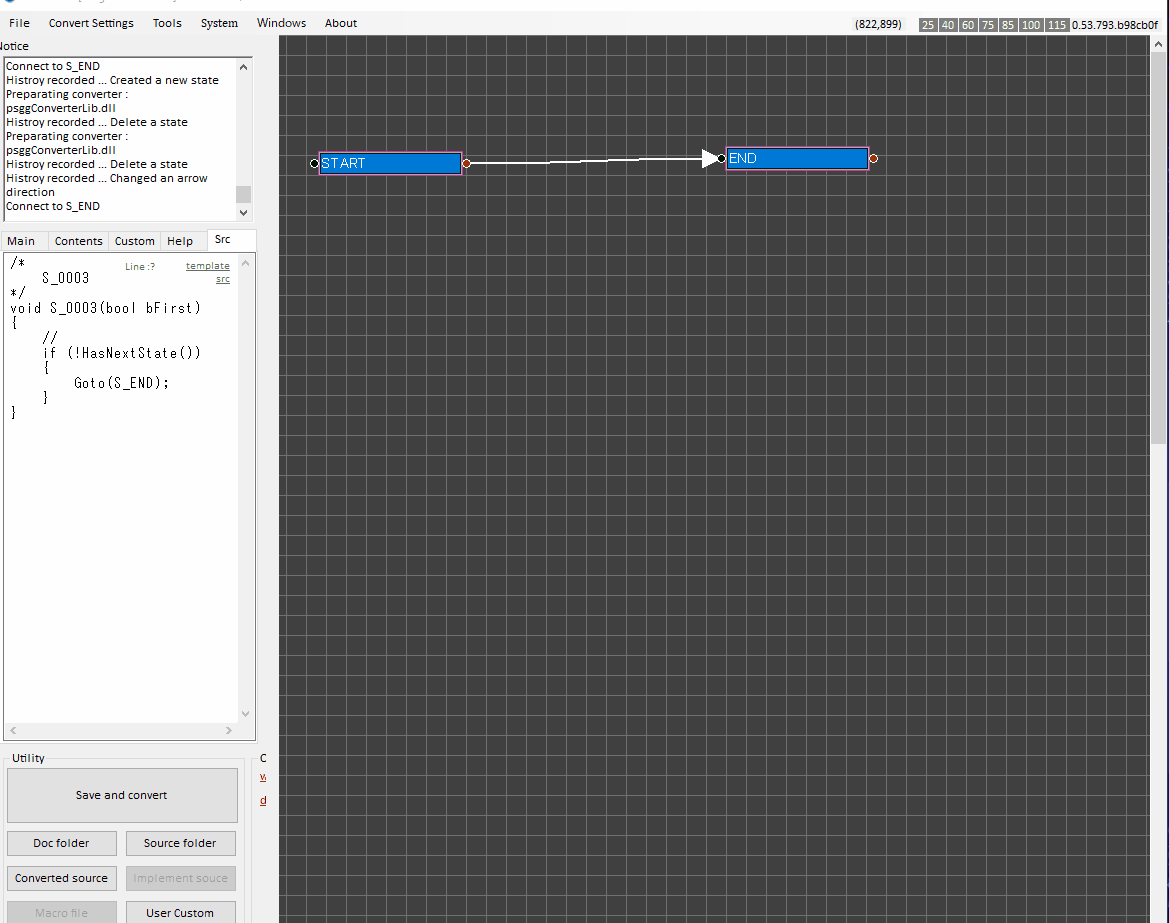 File Convert Settings Tools System Windows About (822,899) 25 40 60 75 85 100 115 0.53.793.b98cb0f
Notice
Connect to S_END
Histroy recorded ... Created a new state
Preparating converter :
psggConverterLib.dll
Histroy recorded ... Delete a state
Preparating converter :
psggConverterLib.dll
Histroy recorded ... Delete a state
Histroy recorded ... Changed an arrow
direction
Connect to S_END
START
END
Main Contents Custom Help Src
Line :? template
src
/*
S_0003
*/
void S_0003(bool bFirst)
{
//
if (!HasNextState())
{
Goto(S_END);
}
}
Utility
Save and convert
Doc folder Source folder
Converted source Implement souce
Macro file User Custom
C
w
d